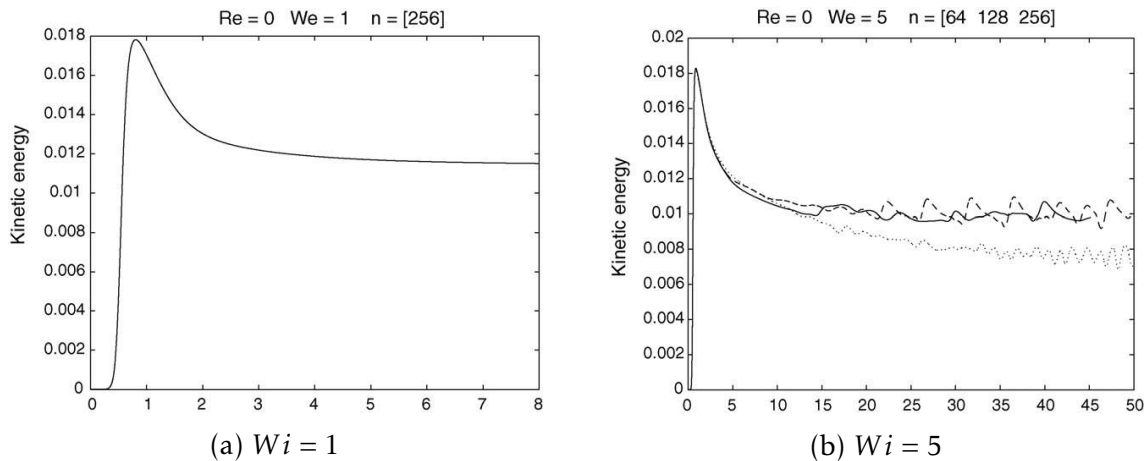 Re = 0 We = 1 n = [256]
0.018
0.016
0.014
0.012
0.01
0.008
0.006
0.004
0.002
0
Kinetic energy
0 1 2 3 4 5 6 7 8
(a) Wi = 1
Re = 0 We = 5 n = [64 128 256]
0.02
0.018
0.016
0.014
0.012
0.01
0.008
0.006
0.004
0.002
0
Kinetic energy
0 5 10 15 20 25 30 35 40 45 50
(b) Wi = 5